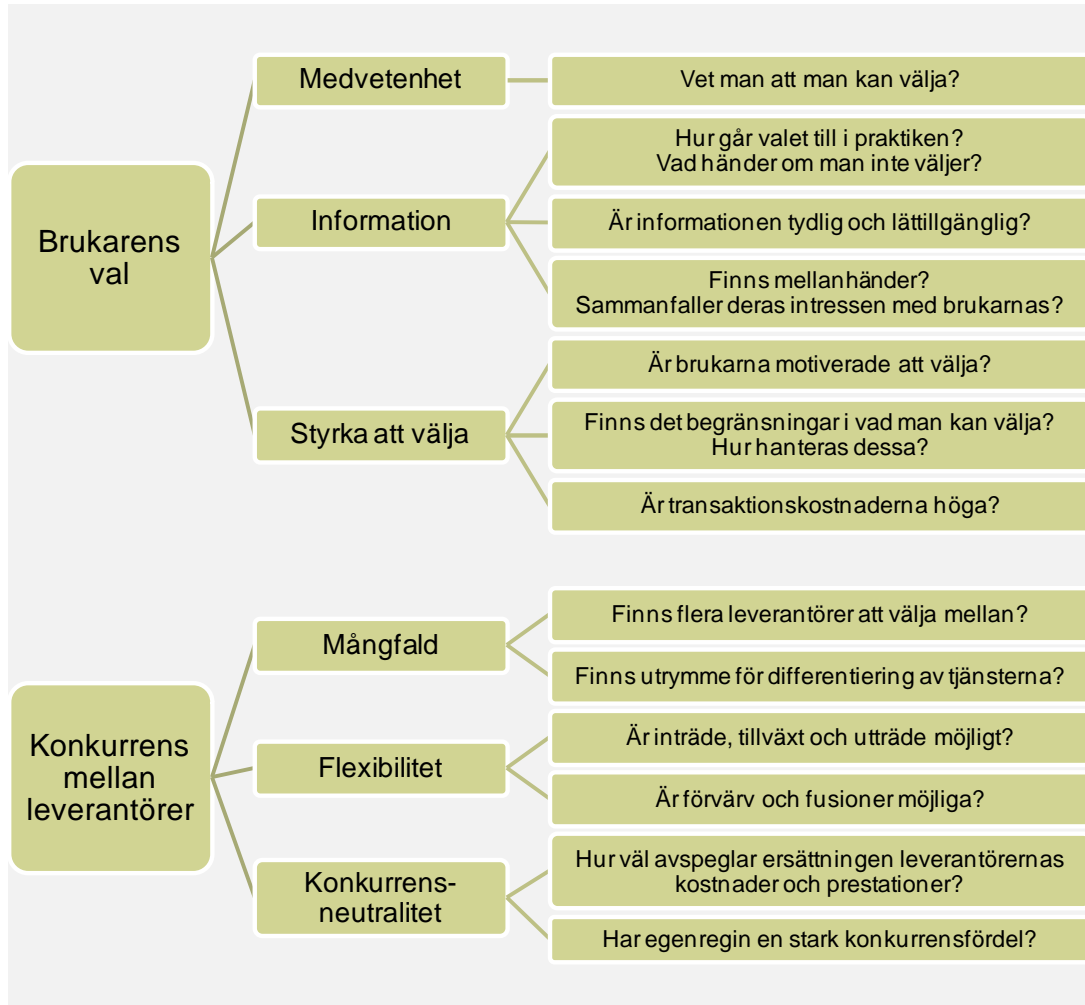 Brukarens
val
Medvetenhet
Vet man att man kan välja?
Information
Hur går valet till i praktiken?
Vad händer om man inte väljer?
Är informationen tydlig och lättillgänglig?
Finns mellanhänder?
Sammanfaller deras intressen med brukarnas?
Styrka att välja
Är brukarna motiverade att välja?
Finns det begränsningar i vad man kan välja?
Hur hanteras dessa?
Är transaktionskostnaderna höga?
Konkurrens
mellan
leverantörer
Mångfald
Finns flera leverantörer att välja mellan?
Finns utrymme för differentiering av tjänsterna?
Flexibilitet
Är inträde, tillväxt och utträde möjligt?
Är förvärv och fusioner möjliga?
Konkurrens-
neutralitet
Hur väl avspeglar ersättningen leverantörernas
kostnader och prestationer?
Har egenregin en stark konkurrensfördel?